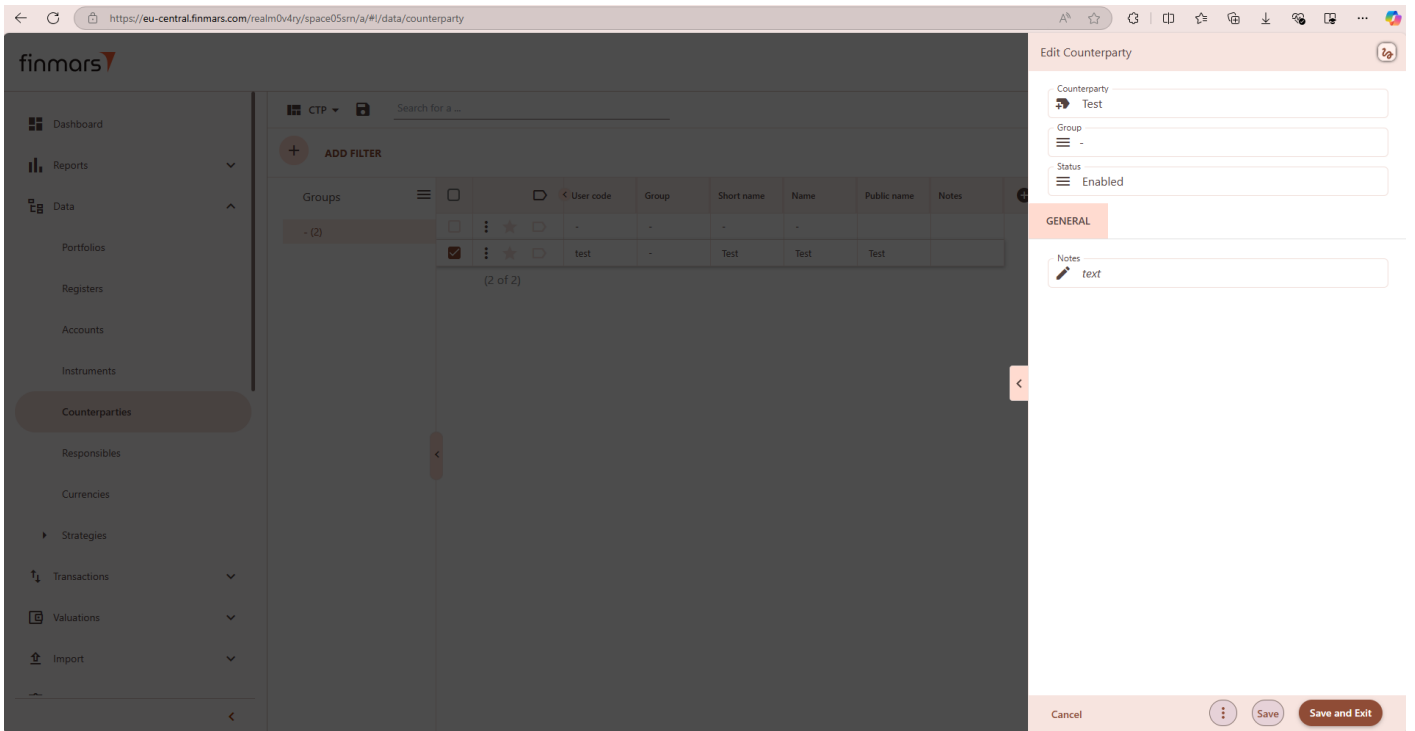 https://eu-central.finmars.com/realm0v4ry/space05srn/a/#!/data/counterparty
finmars
Edit Counterparty
CTP
Search for a ...
Counterparty
Test
Group
-
Status
Enabled
GENERAL
Notes
text
ADD FILTER
Dashboard
Reports
Data
Portfolios
Registers
Accounts
Instruments
Counterparties
Responsibles
Currencies
Strategies
Transactions
Valuations
Import
Groups
- (2)
User code Group Short name Name Public name Notes
- - - -
test - Test Test Test
(2 of 2)
Cancel Save Save and Exit